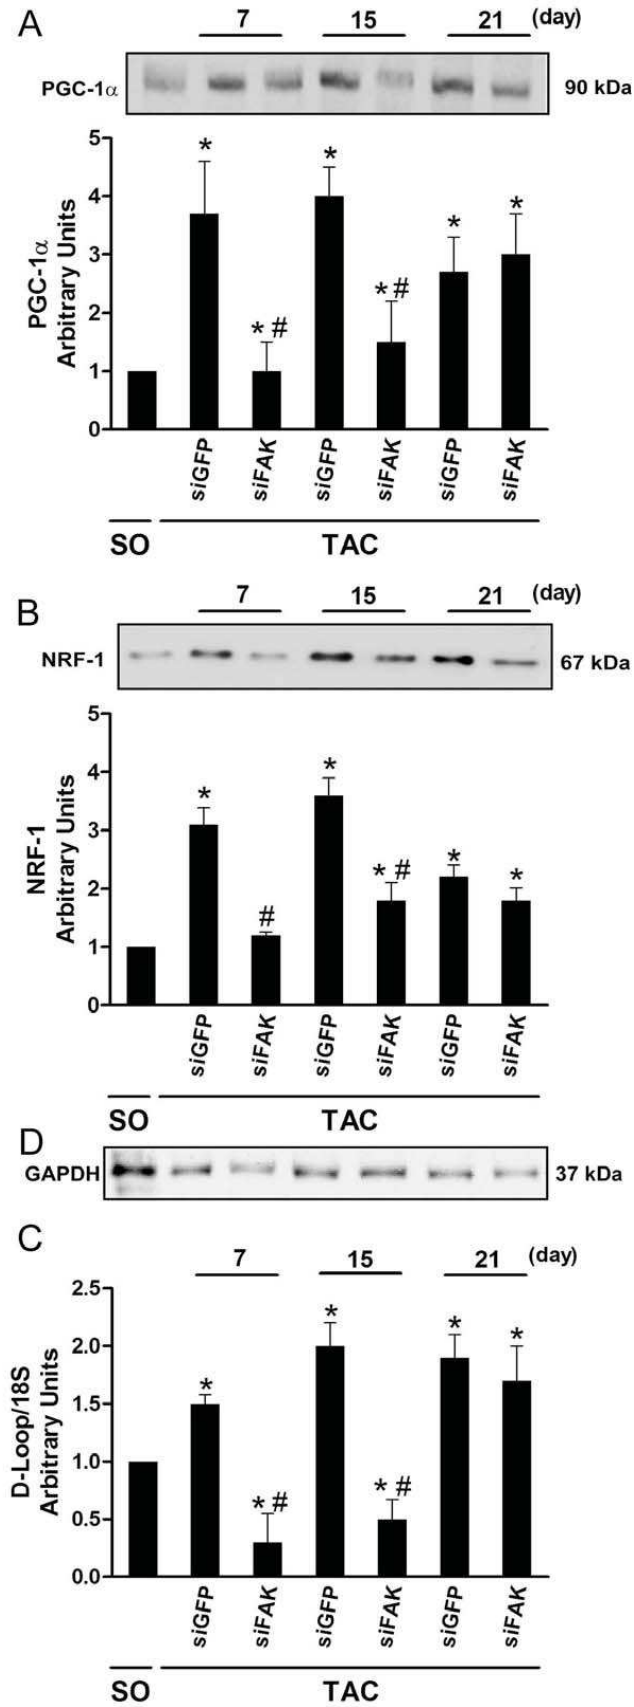 A
7 15 21 (day)
PGC-1α 90 kDa
5
*
*
4
*
*
3
* #
2
* #
1
0
PGC-1α
Arbitrary Units
siGFP siFAK siGFP siFAK siGFP siFAK
SO TAC
B
7 15 21 (day)
NRF-1 67 kDa
5
4
*
*
3
* #
*
*
2
#
1
0
NRF-1
Arbitrary Units
siGFP siFAK siGFP siFAK siGFP siFAK
SO TAC
D
GAPDH 37 kDa
C
7 15 21 (day)
2.5
*
*
*
2.0
*
1.5
1.0
* #
* #
0.5
0.0
D-Loop/18S
Arbitrary Units
siGFP siFAK siGFP siFAK siGFP siFAK
SO TAC